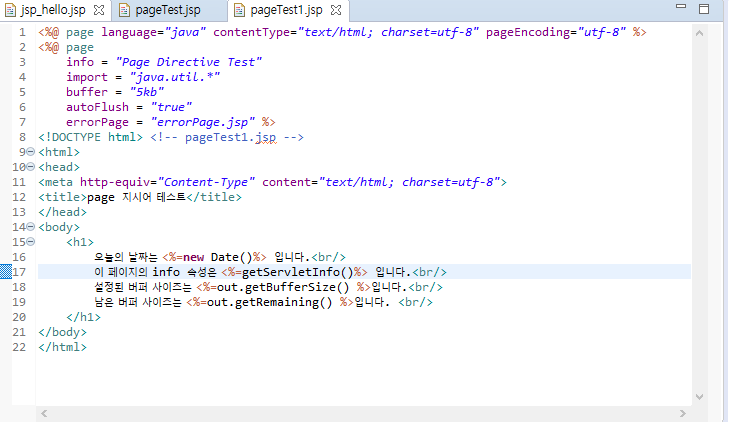 jsp_hello.jsp pageTest.jsp pageTest1.jsp
1 <%@ page language="java" contentType="text/html; charset=utf-8" pageEncoding="utf-8" %>
2 <%@ page
3 info = "Page Directive Test"
4 import = "java.util.*"
5 buffer = "5kb"
6 autoFlush = "true"
7 errorPage = "errorPage.jsp" %>
8 <!DOCTYPE html> <!-- pageTest1.jsp -->
9 <html>
10 <head>
11 <meta http-equiv="Content-Type" content="text/html; charset=utf-8">
12 <title>page 지시어 테스트</title>
13 </head>
14 <body>
15 <h1>
16 오늘의 날짜는 <%=new Date()%> 입니다.<br/>
17 이 페이지의 info 속성은 <%=getServletInfo()%> 입니다.<br/>
18 설정된 버퍼 사이즈는 <%=out.getBufferSize() %>입니다.<br/>
19 남은 버퍼 사이즈는 <%=out.getRemaining() %>입니다. <br/>
20 </h1>
21 </body>
22 </html>